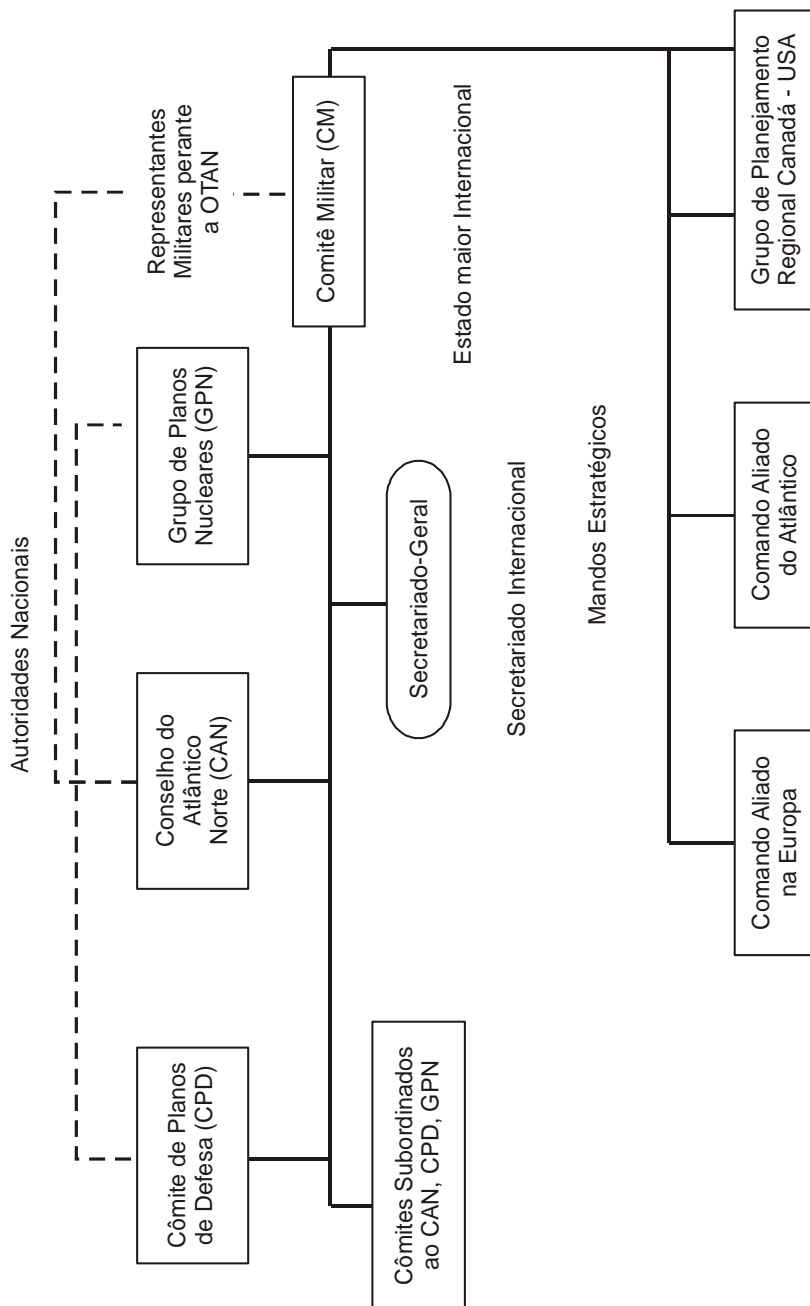 Autoridades Nacionais
Cômite de Planos
de Defesa (CPD)
Conselho do
Atlântico
Norte (CAN)
Grupo de Planos
Nucleares (GPN)
Representantes
Militares perante
a OTAN
Cômites Subordinados
ao CAN, CPD, GPN
Secretariado-Geral
Comitê Militar (CM)
Secretariado Internacional
Estado maior Internacional
Mandos Estratégicos
Comando Aliado
na Europa
Comando Aliado
do Atlântico
Grupo de Planejamento
Regional Canadá - USA